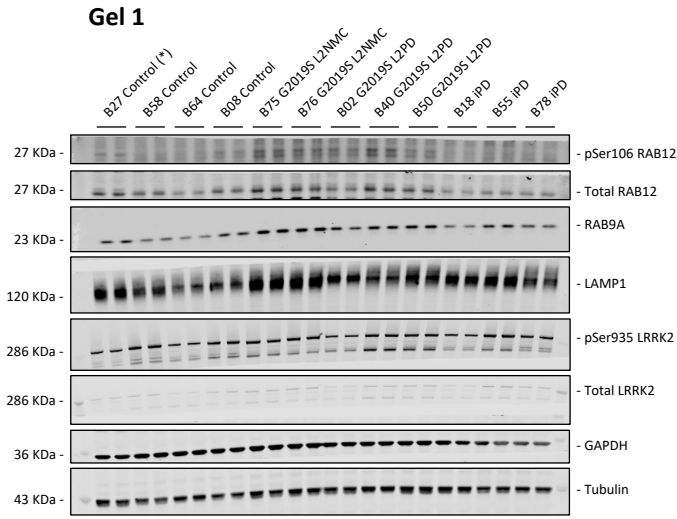 Gel 1
B27 Control (*)
B58 Control
B64 Control
B08 Control
B75 G2019S L2NMC
B76 G2019S L2NMC
B02 G2019S L2PD
B40 G2019S L2PD
B50 G2019S L2PD
B18 iPD
B55 iPD
B78 iPD
27 KDa - - pSer106 RAB12
27 KDa - - Total RAB12
23 KDa - - RAB9A
120 KDa - - LAMP1
286 KDa - - pSer935 LRRK2
286 KDa - - Total LRRK2
36 KDa - - GAPDH
43 KDa - - Tubulin